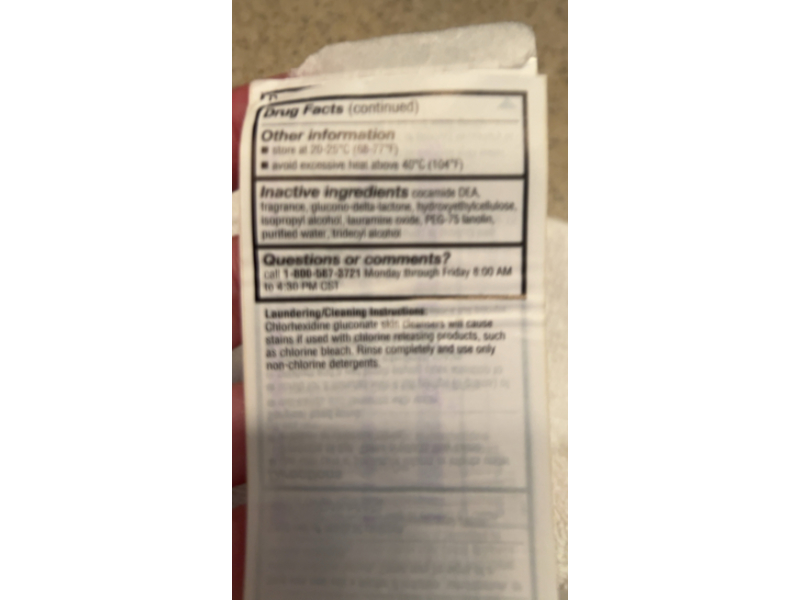 Drug Facts (continued)
Other information
■ store at 20-25°C (68-77°F)
■ avoid excessive heat above 40°C (104°F)
Inactive ingredients cocamide DEA,
fragrance, glucono-delta-lactone, hydroxyethylcellulose,
isopropyl alcohol, lauramine oxide, PEG-75 lanolin,
purified water, tridecyl alcohol
Questions or comments?
call Monday through Friday 8:00 AM
to 4:30 PM CST
Laundering/Cleaning Instructions:
Chlorhexidine gluconate skin cleansers will cause
stains if used with chlorine releasing products, such
as chlorine bleach. Rinse completely and use only
non-chlorine detergents.